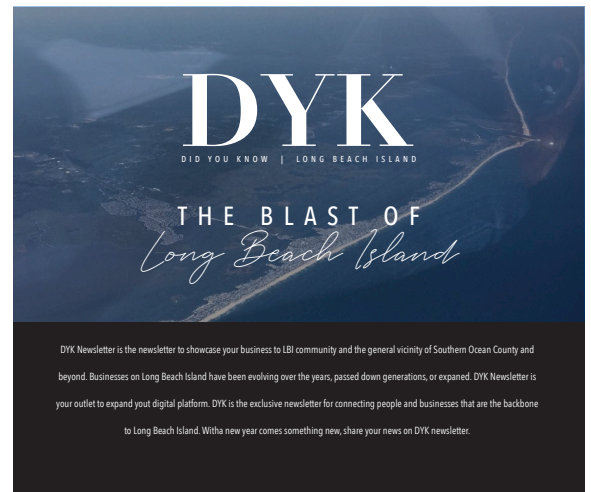 DYK
DID YOU KNOW | LONG BEACH ISLAND
THE BLAST OF
Long Beach Island
DYK Newsletter is the newsletter to showcase your business to LBI community and the general vicinity of Southern Ocean County and
beyond. Businesses on Long Beach Island have been evolving over the years, passed down generations, or expaned. DYK Newsletter is
your outlet to expand yout digital platform. DYK is the exclusive newsletter for connecting people and businesses that are the backbone
to Long Beach Island. Witha new year comes something new, share your news on DYK newsletter.